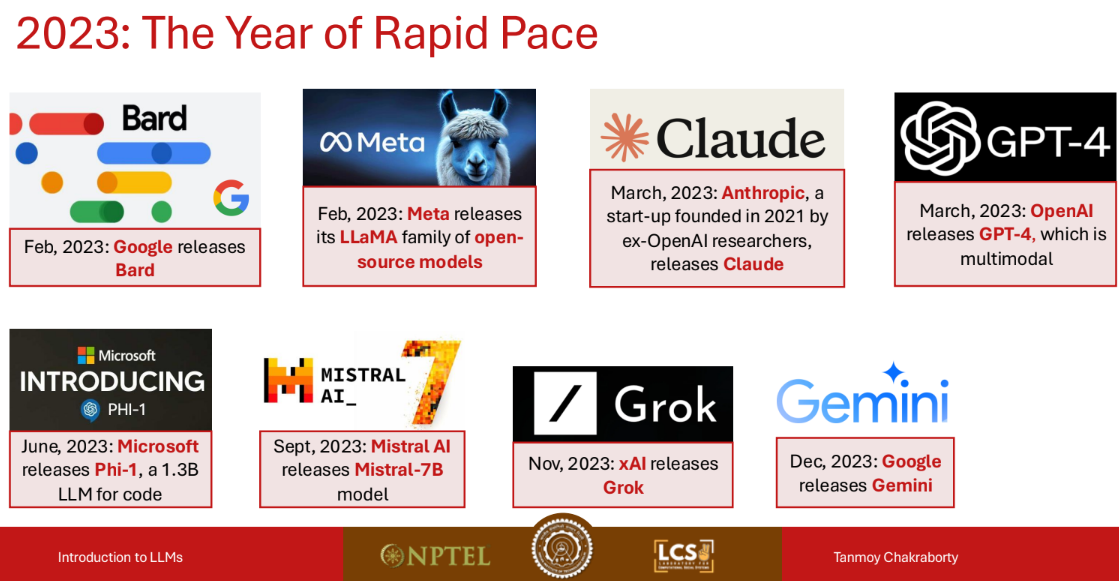 2023: The Year of Rapid Pace
Bard
Feb, 2023: Google releases
Bard
Meta
Feb, 2023: Meta releases
its LLaMA family of open-
source models
Claude
March, 2023: Anthropic, a
start-up founded in 2021 by
ex-OpenAI researchers,
releases Claude
GPT-4
March, 2023: OpenAI
releases GPT-4, which is
multimodal
Microsoft
INTRODUCING
PHI-1
June, 2023: Microsoft
releases Phi-1, a 1.3B
LLM for code
MISTRAL
AI_
7
Sept, 2023: Mistral AI
releases Mistral-7B
model
Grok
Nov, 2023: xAI releases
Grok
Gemini
Dec, 2023: Google
releases Gemini
Introduction to LLMs
NPTEL
LCS
Tanmoy Chakraborty